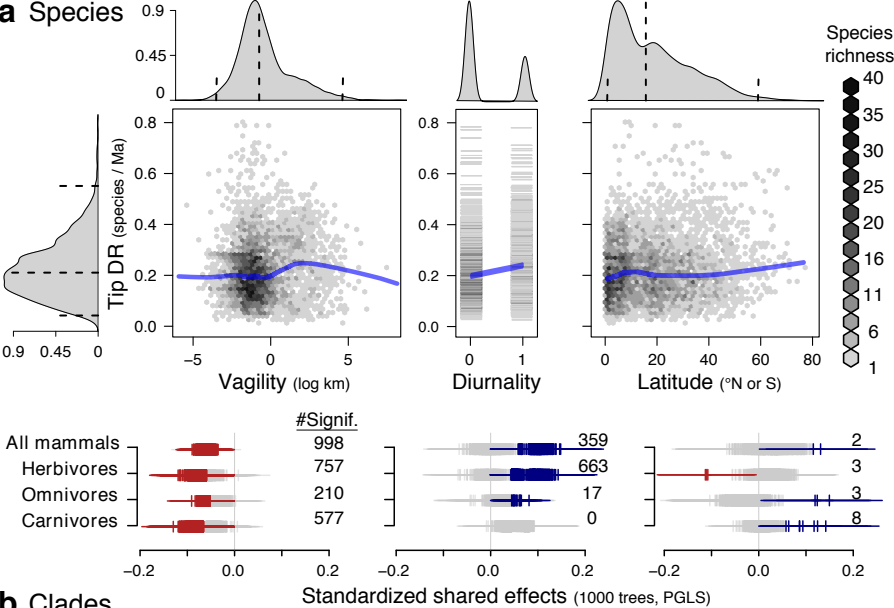 a Species
0.9
0.45
0
Species
richness
40
35
30
25
20
16
11
6
1
Tip DR (species / Ma)
0.8
0.6
0.4
0.2
0.0
0.8
0.6
0.4
0.2
0.0
0.8
0.6
0.4
0.2
0.0
0.9 0.45 0
−5 0 5
0 1
0 20 40 60 80
Vagility (log km)
Diurnality
Latitude (°N or S)
#Signif.
All mammals 998 359 2
Herbivores 757 663 3
Omnivores 210 17 3
Carnivores 577 0 8
−0.2 0.0 0.2 −0.2 0.0 0.2 −0.2 0.0 0.2
Standardized shared effects (1000 trees, PGLS)
b Clades